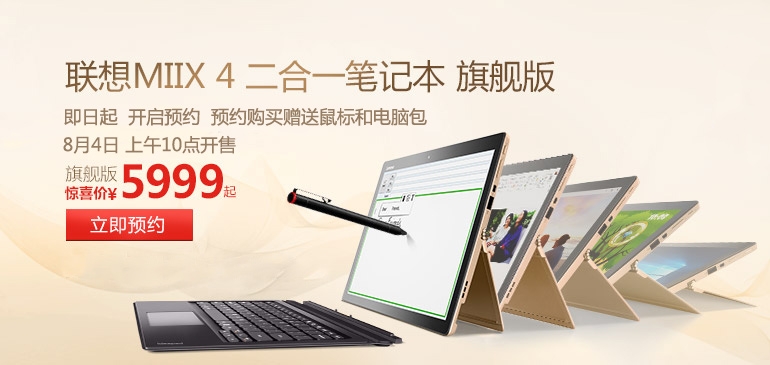 联想MIIX 4 二合一笔记本 旗舰版
即日起 开启预约 预约购买赠送鼠标和电脑包
8月4日 上午10点开售
旗舰版
惊喜价¥5999起
立即预约